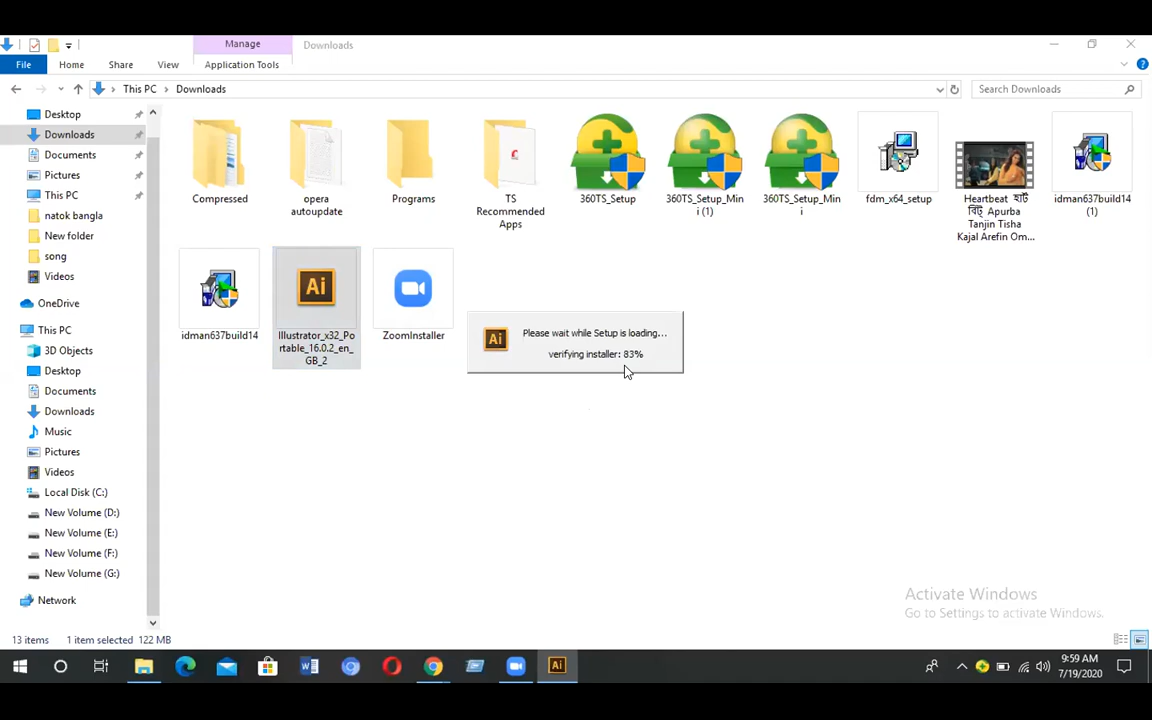 Manage
Downloads
File
Home
Share
View
Application Tools
This PC
Downloads
Search Downloads
Desktop
Downloads
Documents
Pictures
This PC
natok bangla
New folder
song
Videos
OneDrive
This PC
3D Objects
Desktop
Documents
Downloads
Music
Pictures
Videos
Local Disk (C:)
New Volume (D:)
New Volume (E:)
New Volume (F:)
New Volume (G:)
Network
Compressed
opera
autoupdate
Programs
TS
Recommended
Apps
360TS_Setup
360TS_Setup_Min
i (1)
360TS_Setup_Min
i
fdm_x64_setup
Heartbeat হার্ট
বিট্ Apurba
Tanjin Tisha
Kajal Arefin Om...
idman637build14
(1)
idman637build14
Ai
Illustrator_x32_Po
rtable_16.0.2_en_
GB_2
ZoomInstaller
Ai
Please wait while Setup is loading...
verifying installer: 83%
Activate Windows
Go to Settings to activate Windows.
13 items
1 item selected 122 MB
Ai
9:59 AM
7/19/2020